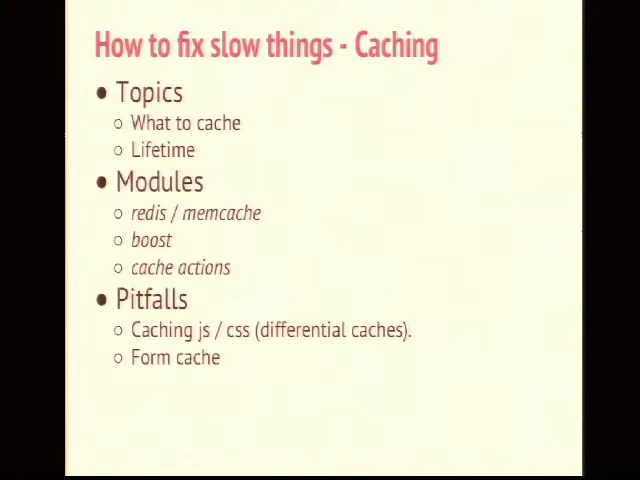 How to fix slow things - Caching
● Topics
○ What to cache
○ Lifetime
● Modules
○ redis / memcache
○ boost
○ cache actions
● Pitfalls
○ Caching js / css (differential caches).
○ Form cache